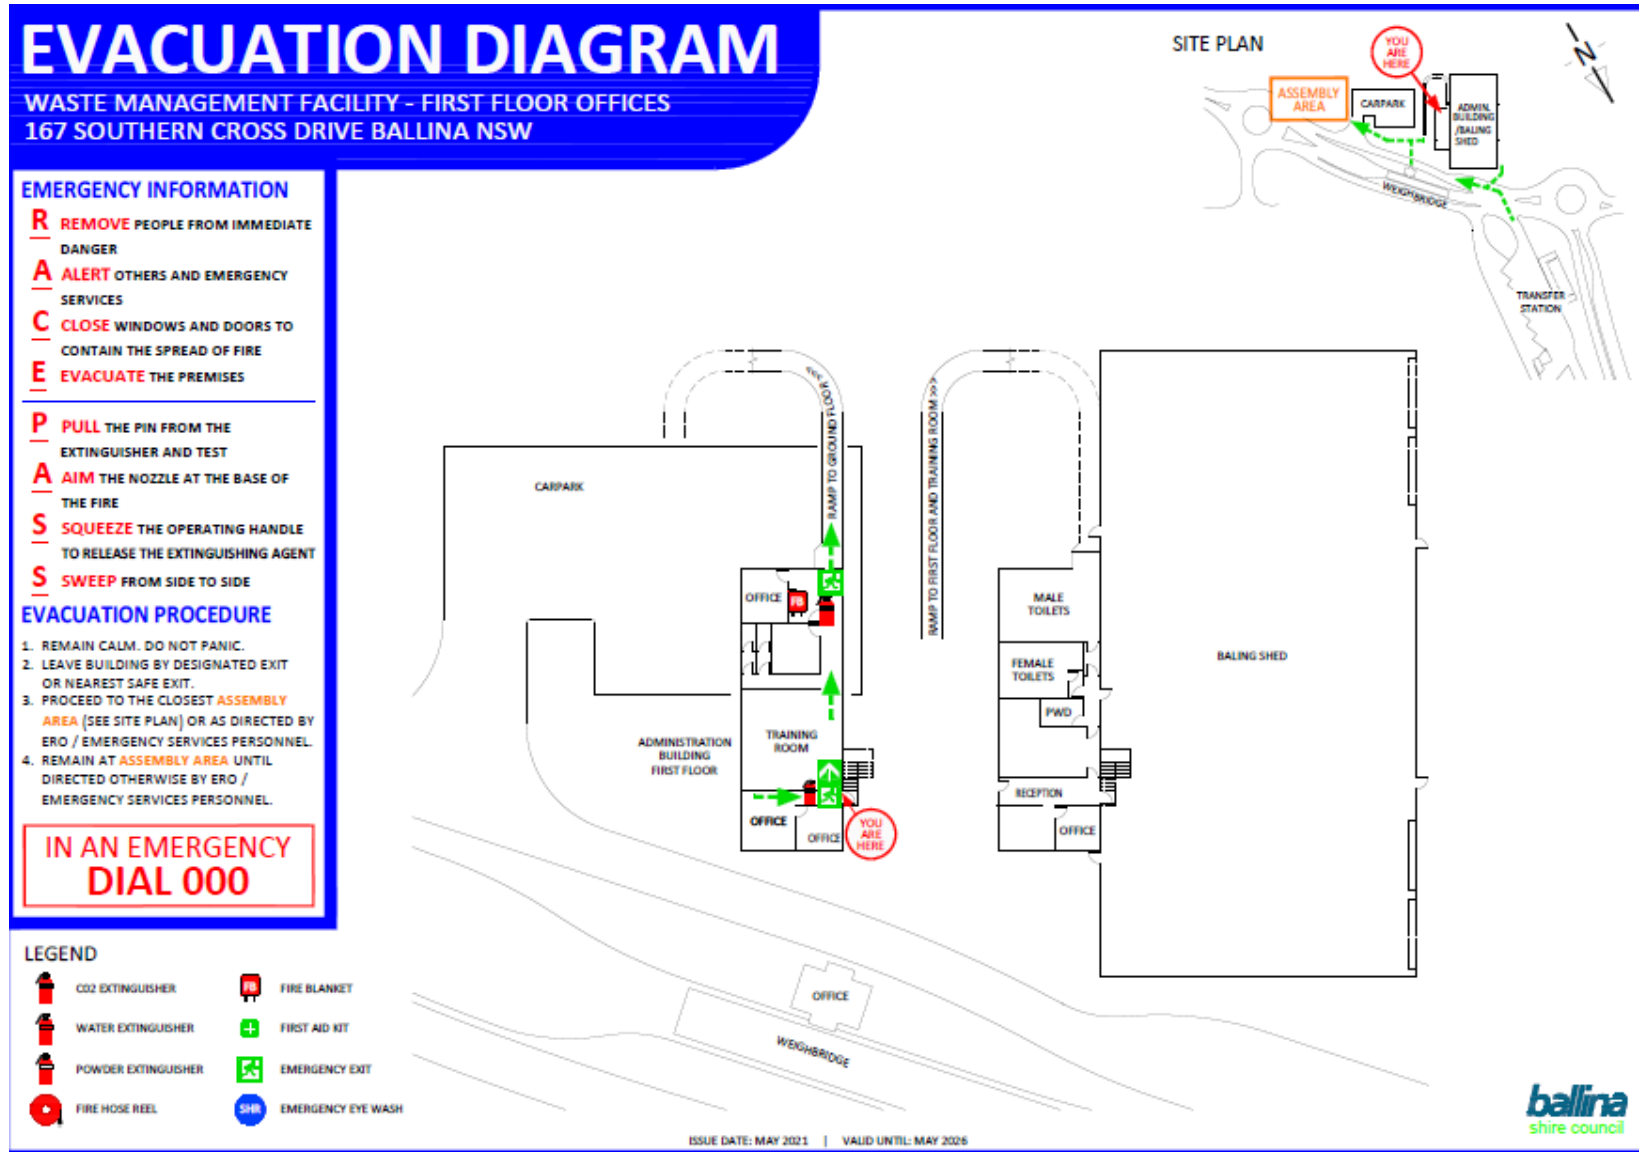 EVACUATION DIAGRAM
WASTE MANAGEMENT FACILITY - FIRST FLOOR OFFICES
167 SOUTHERN CROSS DRIVE BALLINA NSW
EMERGENCY INFORMATION
R REMOVE PEOPLE FROM IMMEDIATE
DANGER
A ALERT OTHERS AND EMERGENCY
SERVICES
C CLOSE WINDOWS AND DOORS TO
CONTAIN THE SPREAD OF FIRE
E EVACUATE THE PREMISES
P PULL THE PIN FROM THE
EXTINGUISHER AND TEST
A AIM THE NOZZLE AT THE BASE OF
THE FIRE
S SQUEEZE THE OPERATING HANDLE
TO RELEASE THE EXTINGUISHING AGENT
S SWEEP FROM SIDE TO SIDE
EVACUATION PROCEDURE
1. REMAIN CALM. DO NOT PANIC.
2. LEAVE BUILDING BY DESIGNATED EXIT
OR NEAREST SAFE EXIT.
3. PROCEED TO THE CLOSEST ASSEMBLY
AREA (SEE SITE PLAN) OR AS DIRECTED BY
ERO / EMERGENCY SERVICES PERSONNEL.
4. REMAIN AT ASSEMBLY AREA UNTIL
DIRECTED OTHERWISE BY ERO /
EMERGENCY SERVICES PERSONNEL.
IN AN EMERGENCY
DIAL 000
LEGEND
CO2 EXTINGUISHER
WATER EXTINGUISHER
POWDER EXTINGUISHER
FIRE HOSE REEL
FB FIRE BLANKET
FIRST AID KIT
EMERGENCY EXIT
SHR EMERGENCY EYE WASH
SITE PLAN
YOU
ARE
HERE
N
ASSEMBLY
AREA
CARPARK
ADMIN.
BUILDING
/BALING
SHED
WEIGHBRIDGE
TRANSFER
STATION
CARPARK
<<< RAMP TO GROUND FLOOR
RAMP TO FIRST FLOOR AND TRAINING ROOM >>>
OFFICE
FB
TRAINING
ROOM
ADMINISTRATION
BUILDING
FIRST FLOOR
OFFICE
OFFICE
YOU
ARE
HERE
MALE
TOILETS
FEMALE
TOILETS
PWD
RECEPTION
OFFICE
BALING SHED
OFFICE
WEIGHBRIDGE
ISSUE DATE: MAY 2021 | VALID UNTIL: MAY 2026
ballina
shire council